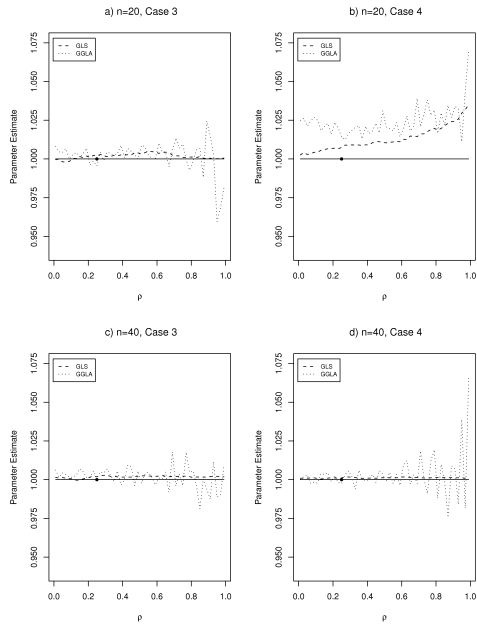 a) n=20, Case 3
b) n=20, Case 4
Parameter Estimate
0.950 0.975 1.000 1.025 1.050 1.075
GLS
GGLA
0.0 0.2 0.4 0.6 0.8 1.0
ρ
Parameter Estimate
0.950 0.975 1.000 1.025 1.050 1.075
GLS
GGLA
0.0 0.2 0.4 0.6 0.8 1.0
ρ
c) n=40, Case 3
d) n=40, Case 4
Parameter Estimate
0.950 0.975 1.000 1.025 1.050 1.075
GLS
GGLA
0.0 0.2 0.4 0.6 0.8 1.0
ρ
Parameter Estimate
0.950 0.975 1.000 1.025 1.050 1.075
GLS
GGLA
0.0 0.2 0.4 0.6 0.8 1.0
ρ